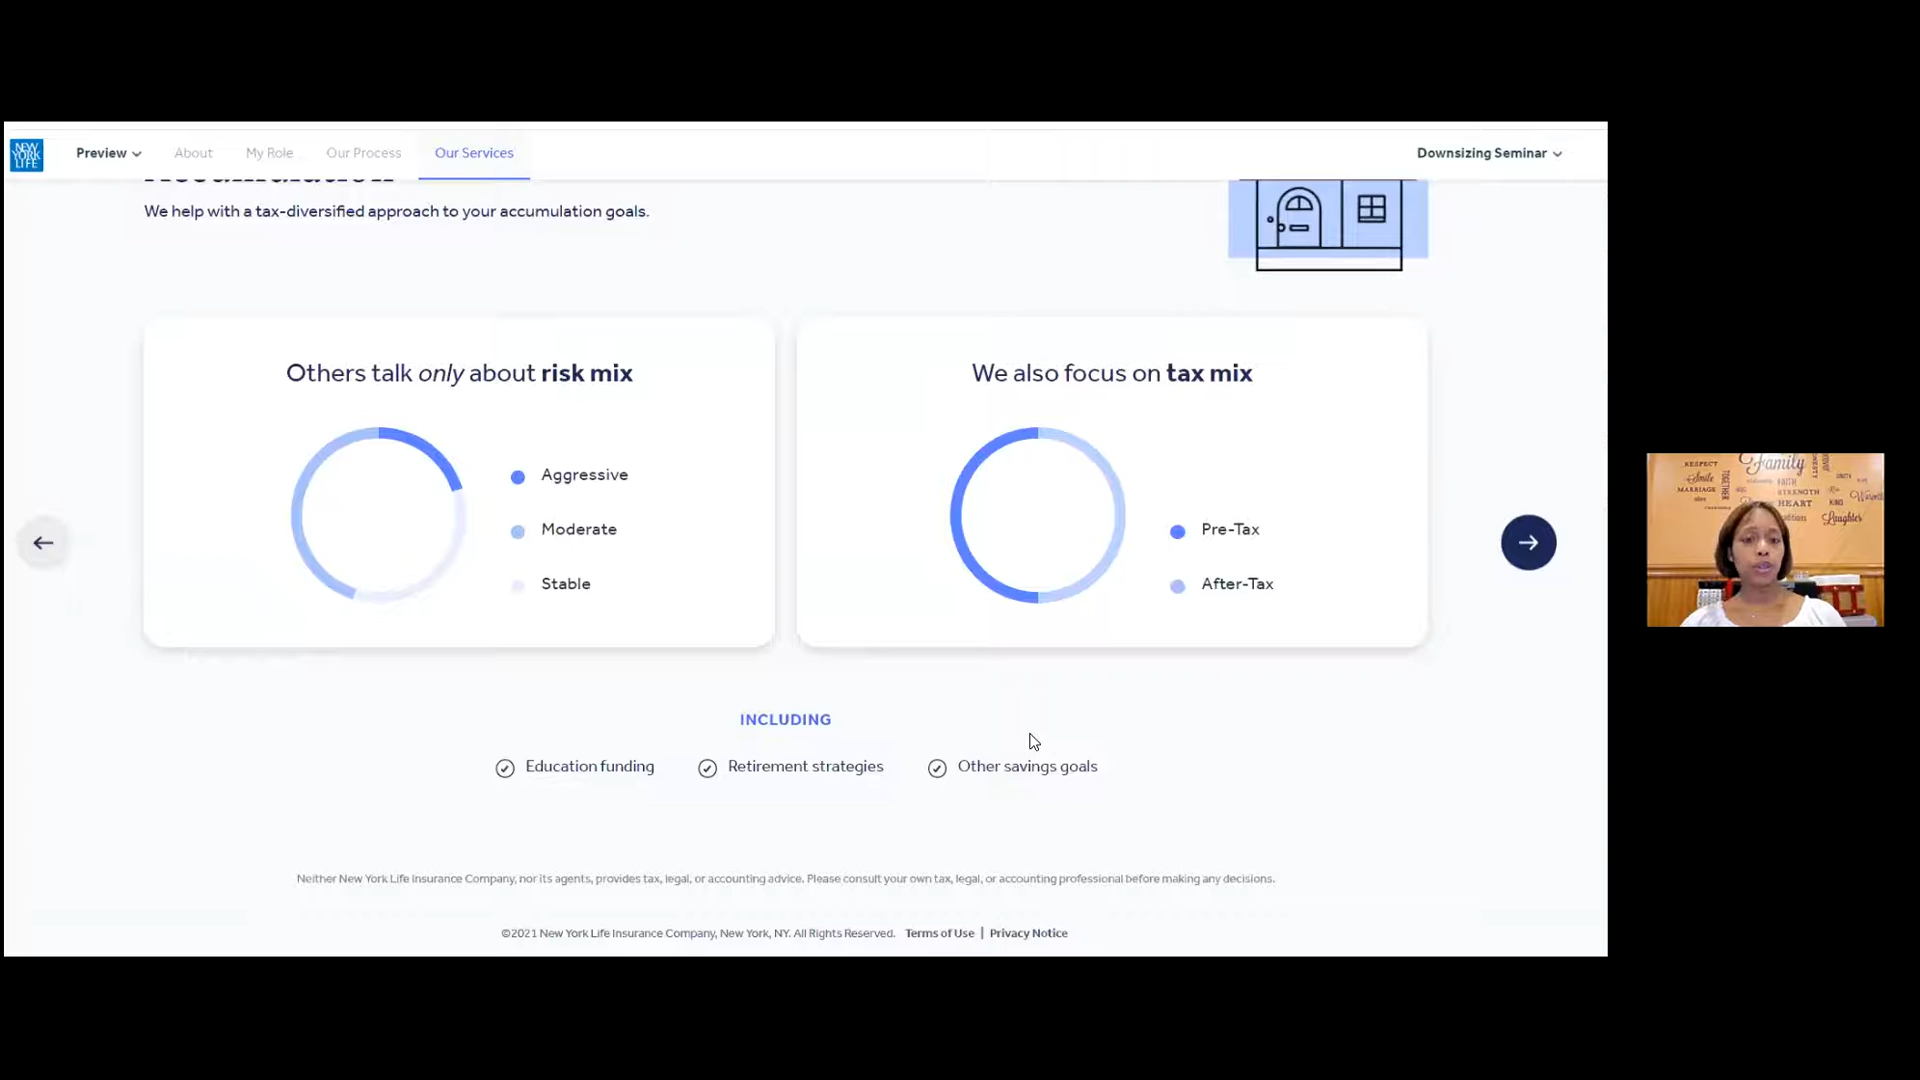 NEW
YORK
LIFE
Preview
About
My Role
Our Process
Our Services
Downsizing Seminar
We help with a tax-diversified approach to your accumulation goals.
Others talk only about risk mix
Aggressive
Moderate
Stable
We also focus on tax mix
Pre-Tax
After-Tax
INCLUDING
Education funding
Retirement strategies
Other savings goals
Neither New York Life Insurance Company, nor its agents, provides tax, legal, or accounting advice. Please consult your own tax, legal, or accounting professional before making any decisions.
©2021 New York Life Insurance Company, New York, NY. All Rights Reserved. Terms of Use | Privacy Notice
Family
RESPECT
Smile
MARRIAGE
TOGETHER
FAITH
STRENGTH
HEART
KING
Laughter